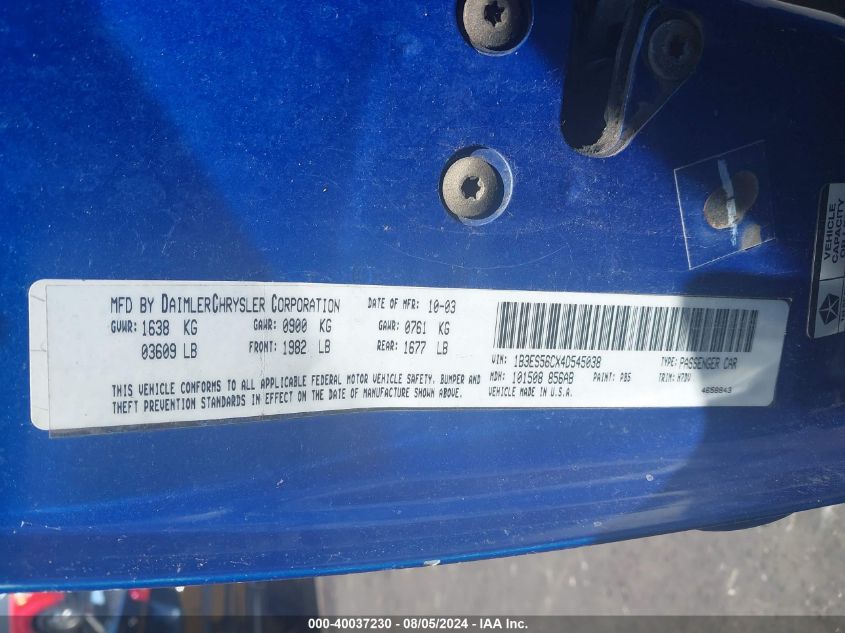 MFD BY DAIMLERCHRYSLER CORPORATION DATE OF MFR: 10-03
GVWR: 1638 KG GAWR: 0900 KG GAWR: 0761 KG
03609 LB FRONT: 1982 LB REAR: 1677 LB
THIS VEHICLE CONFORMS TO ALL APPLICABLE FEDERAL MOTOR VEHICLE SAFETY, BUMPER AND
THEFT PREVENTION STANDARDS IN EFFECT ON THE DATE OF MANUFACTURE SHOWN ABOVE.
VIN: 1B3ES56CX4D545038 TYPE: PASSENGER CAR
MDH: 101508 856AB PAINT: PB5 TRIM: H7DV
VEHICLE MADE IN U.S.A. 4658843
VEHICLE
CAPACITY
000-40037230 - 08/05/2024 - IAA Inc.